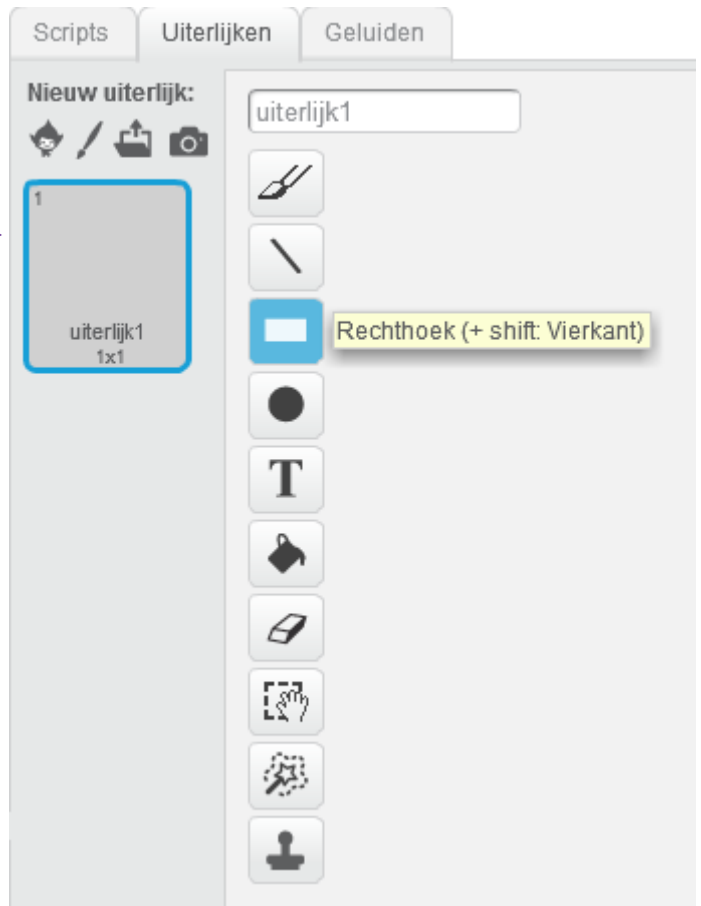 Scripts
Uiterlijken
Geluiden
Nieuw uiterlijk:
uiterlijk1
1
uiterlijk1
1x1
Rechthoek (+ shift: Vierkant)
T